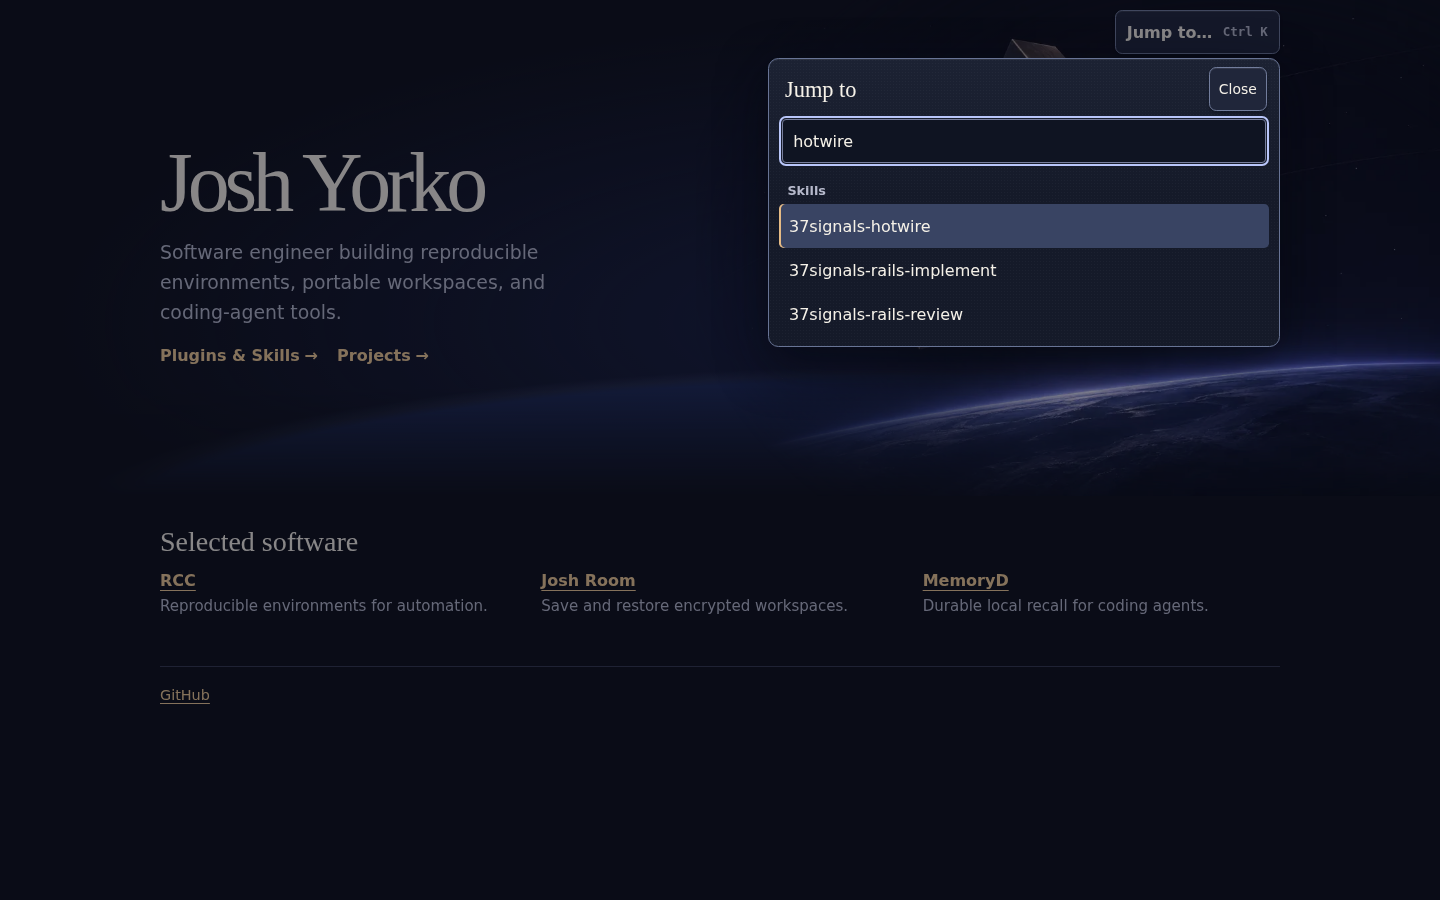 Jump to… Ctrl K
Jump to
Close
hotwire
Skills
37signals-hotwire
37signals-rails-implement
37signals-rails-review
Josh Yorko
Software engineer building reproducible
environments, portable workspaces, and
coding-agent tools.
Plugins & Skills → Projects →
Selected software
RCC
Reproducible environments for automation.
Josh Room
Save and restore encrypted workspaces.
MemoryD
Durable local recall for coding agents.
GitHub